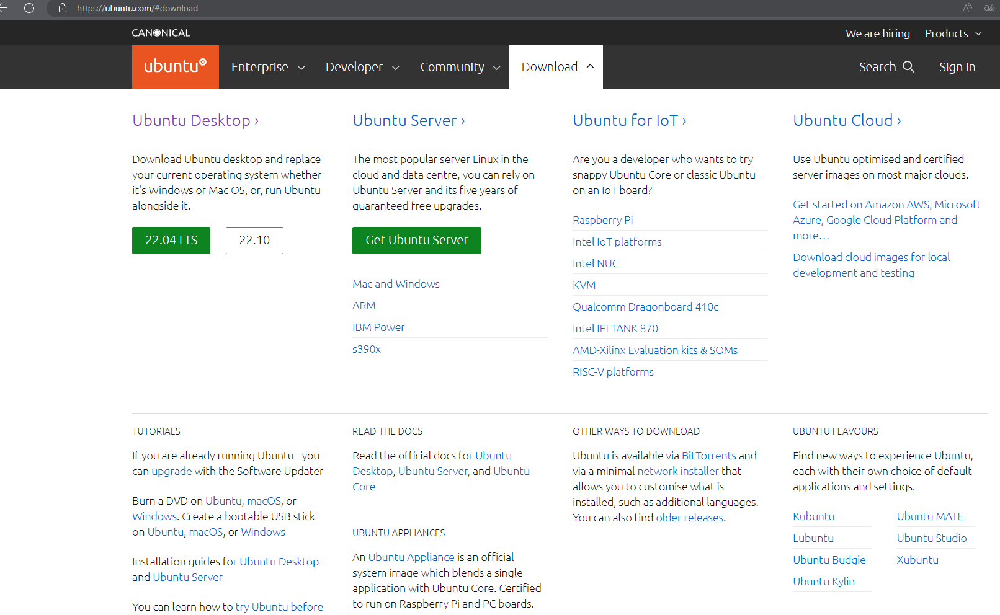 https://ubuntu.com/#download
CANONICAL
We are hiring
Products
ubuntu
Enterprise
Developer
Community
Download
Search
Sign in
Ubuntu Desktop ›
Download Ubuntu desktop and replace
your current operating system whether
it's Windows or Mac OS, or, run Ubuntu
alongside it.
22.04 LTS
22.10
Ubuntu Server ›
The most popular server Linux in the
cloud and data centre, you can rely on
Ubuntu Server and its five years of
guaranteed free upgrades.
Get Ubuntu Server
Mac and Windows
ARM
IBM Power
s390x
Ubuntu for IoT ›
Are you a developer who wants to try
snappy Ubuntu Core or classic Ubuntu
on an IoT board?
Raspberry Pi
Intel IoT platforms
Intel NUC
KVM
Qualcomm Dragonboard 410c
Intel IEI TANK 870
AMD-Xilinx Evaluation kits & SOMs
RISC-V platforms
Ubuntu Cloud ›
Use Ubuntu optimised and certified
server images on most major clouds.
Get started on Amazon AWS, Microsoft
Azure, Google Cloud Platform and
more…
Download cloud images for local
development and testing
TUTORIALS
If you are already running Ubuntu - you
can upgrade with the Software Updater
Burn a DVD on Ubuntu, macOS, or
Windows. Create a bootable USB stick
on Ubuntu, macOS, or Windows
Installation guides for Ubuntu Desktop
and Ubuntu Server
You can learn how to try Ubuntu before
READ THE DOCS
Read the official docs for Ubuntu
Desktop, Ubuntu Server, and Ubuntu
Core
UBUNTU APPLIANCES
An Ubuntu Appliance is an official
system image which blends a single
application with Ubuntu Core. Certified
to run on Raspberry Pi and PC boards.
OTHER WAYS TO DOWNLOAD
Ubuntu is available via BitTorrents and
via a minimal network installer that
allows you to customise what is
installed, such as additional languages.
You can also find older releases.
UBUNTU FLAVOURS
Find new ways to experience Ubuntu,
each with their own choice of default
applications and settings.
Kubuntu
Lubuntu
Ubuntu Budgie
Ubuntu Kylin
Ubuntu MATE
Ubuntu Studio
Xubuntu